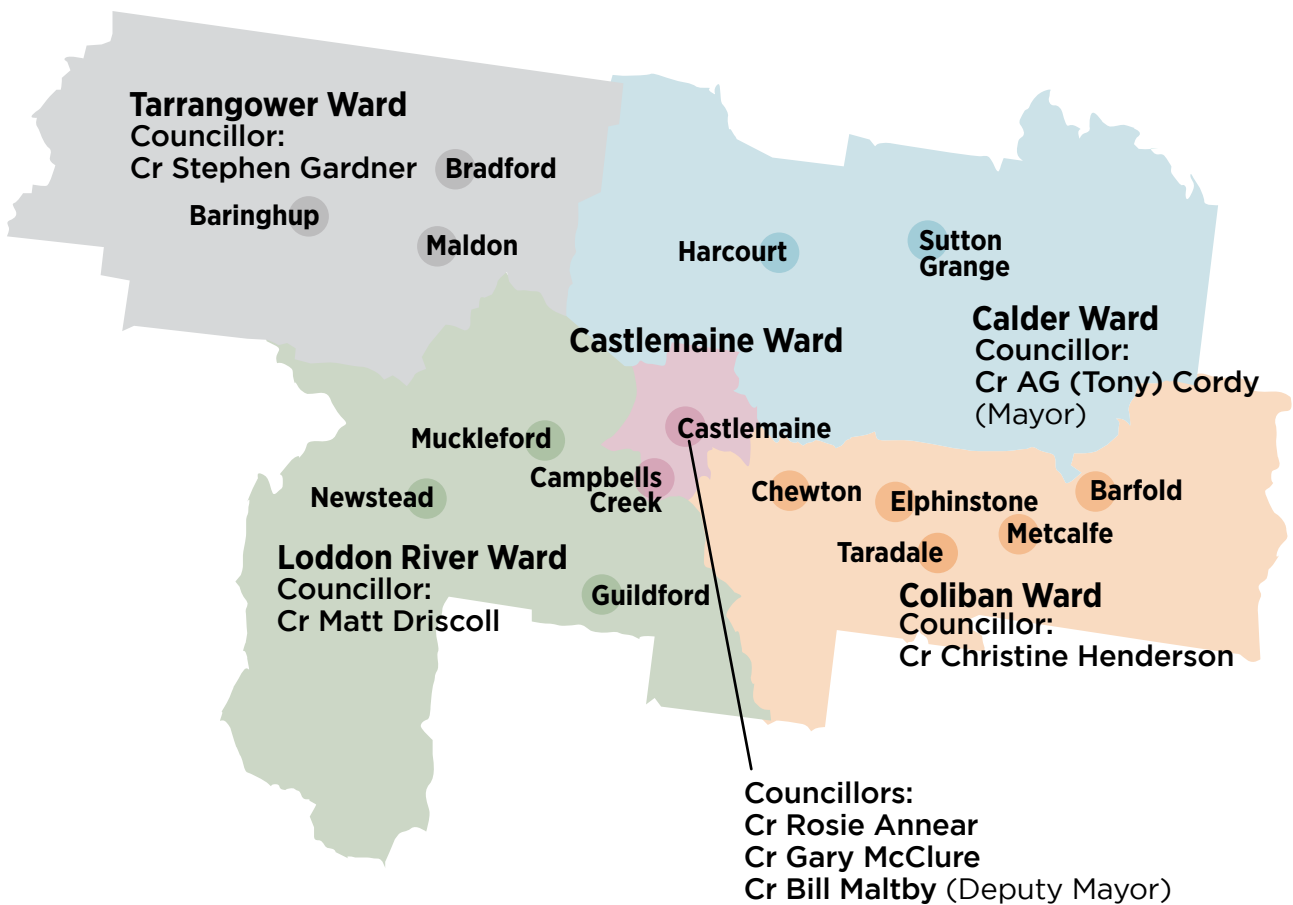 Tarrangower Ward
Councillor:
Cr Stephen Gardner
Bradford
Baringhup
Maldon
Harcourt
Sutton
Grange
Calder Ward
Councillor:
Cr AG (Tony) Cordy
(Mayor)
Castlemaine Ward
Castlemaine
Muckleford
Campbells
Creek
Newstead
Loddon River Ward
Councillor:
Cr Matt Driscoll
Guildford
Chewton
Elphinstone
Barfold
Metcalfe
Taradale
Coliban Ward
Councillor:
Cr Christine Henderson
Councillors:
Cr Rosie Annear
Cr Gary McClure
Cr Bill Maltby (Deputy Mayor)